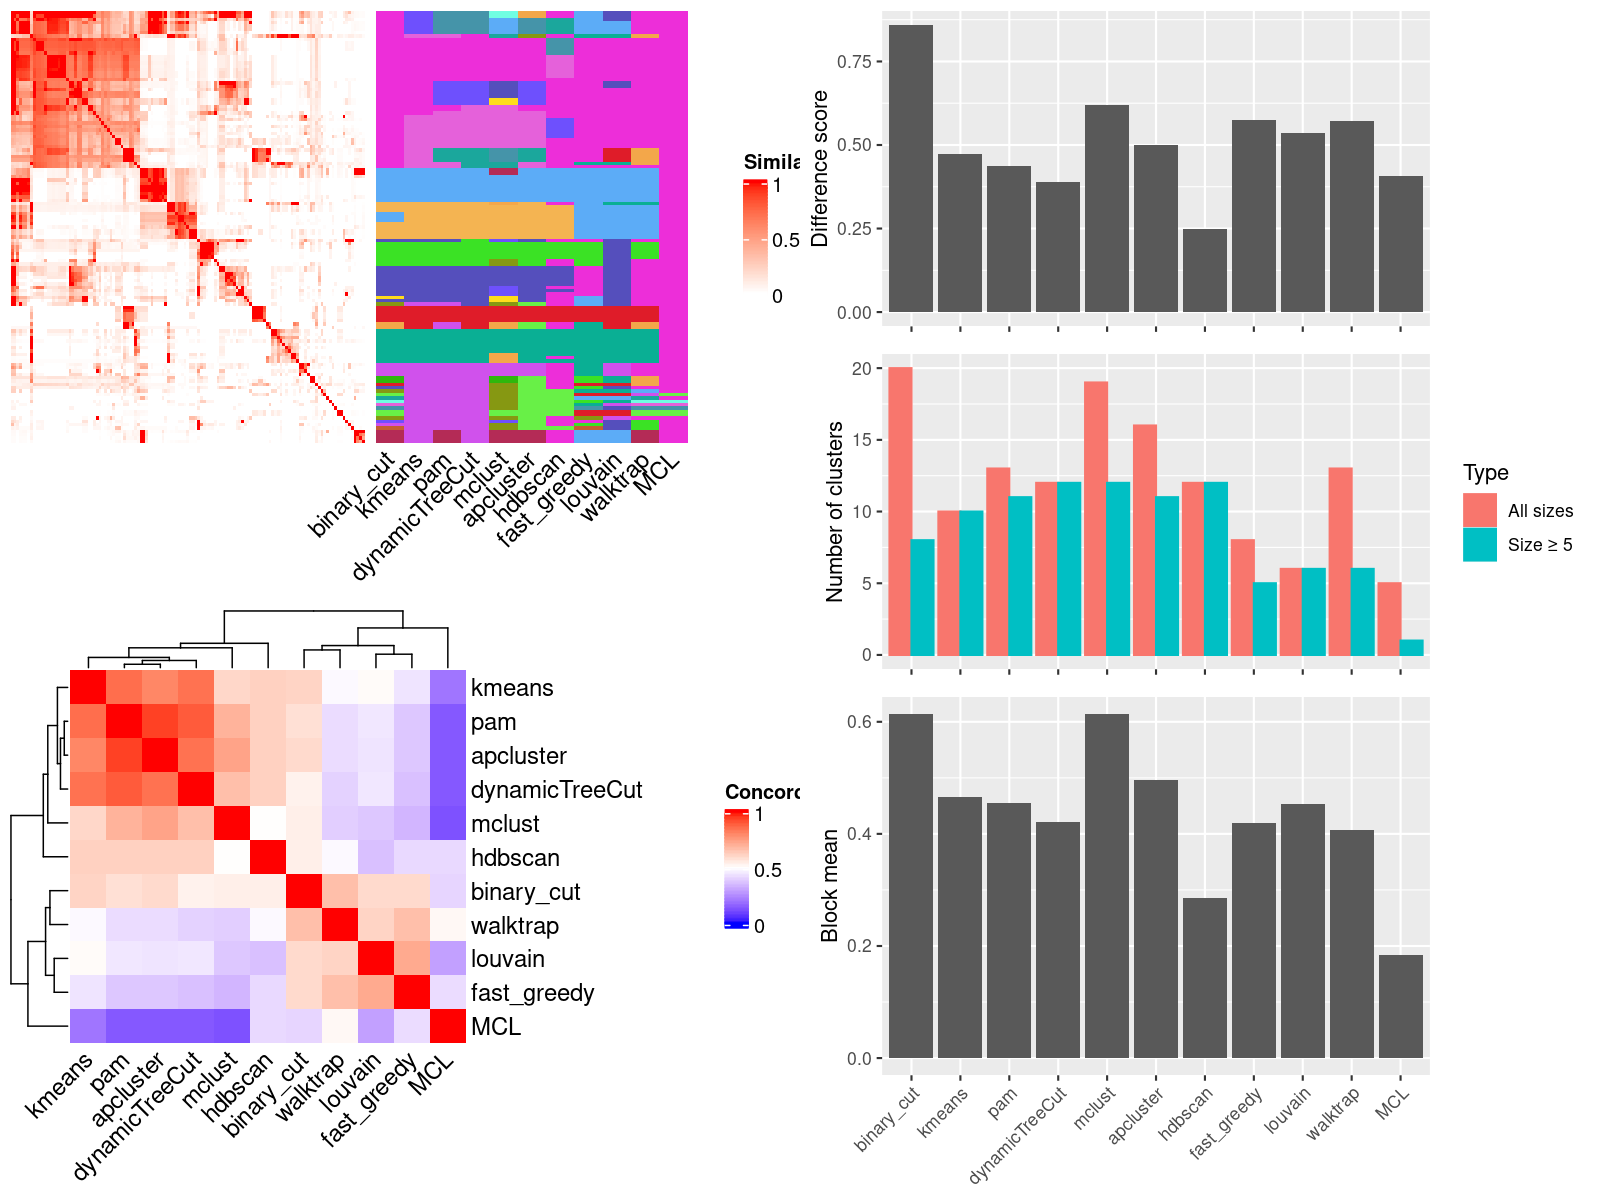 Simila
1
0.5
0
binary_cut
kmeans
pam
dynamicTreeCut
mclust
apcluster
hdbscan
fast_greedy
louvain
walktrap
MCL
kmeans
pam
apcluster
dynamicTreeCut
mclust
hdbscan
binary_cut
walktrap
louvain
fast_greedy
MCL
kmeans
pam
apcluster
dynamicTreeCut
mclust
hdbscan
binary_cut
walktrap
louvain
fast_greedy
MCL
Concord
1
0.5
0
Difference score
0.75
0.50
0.25
0.00
Number of clusters
20
15
10
5
0
Type
All sizes
Size ≥ 5
Block mean
0.6
0.4
0.2
0.0
binary_cut
kmeans
pam
dynamicTreeCut
mclust
apcluster
hdbscan
fast_greedy
louvain
walktrap
MCL